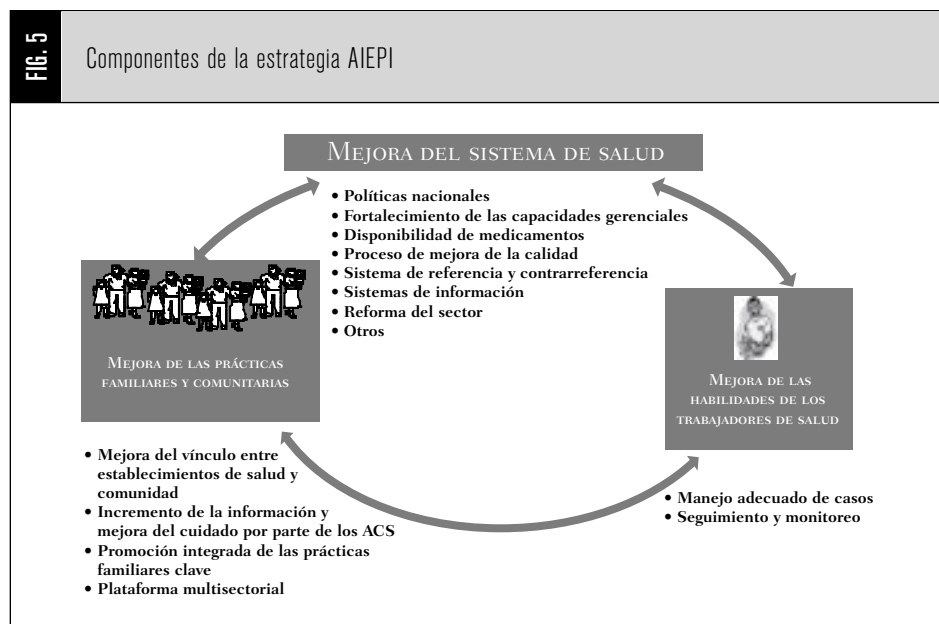 FIG. 5
Componentes de la estrategia AIEPI
MEJORA DEL SISTEMA DE SALUD
• Políticas nacionales
• Fortalecimiento de las capacidades gerenciales
• Disponibilidad de medicamentos
• Proceso de mejora de la calidad
• Sistema de referencia y contrarreferencia
• Sistemas de información
• Reforma del sector
• Otros
MEJORA DE LAS PRÁCTICAS
FAMILIARES Y COMUNITARIAS
• Mejora del vínculo entre
establecimientos de salud y
comunidad
• Incremento de la información y
mejora del cuidado por parte de los ACS
• Promoción integrada de las prácticas
familiares clave
• Plataforma multisectorial
MEJORA DE LAS
HABILIDADES DE LOS
TRABAJADORES DE SALUD
• Manejo adecuado de casos
• Seguimiento y monitoreo